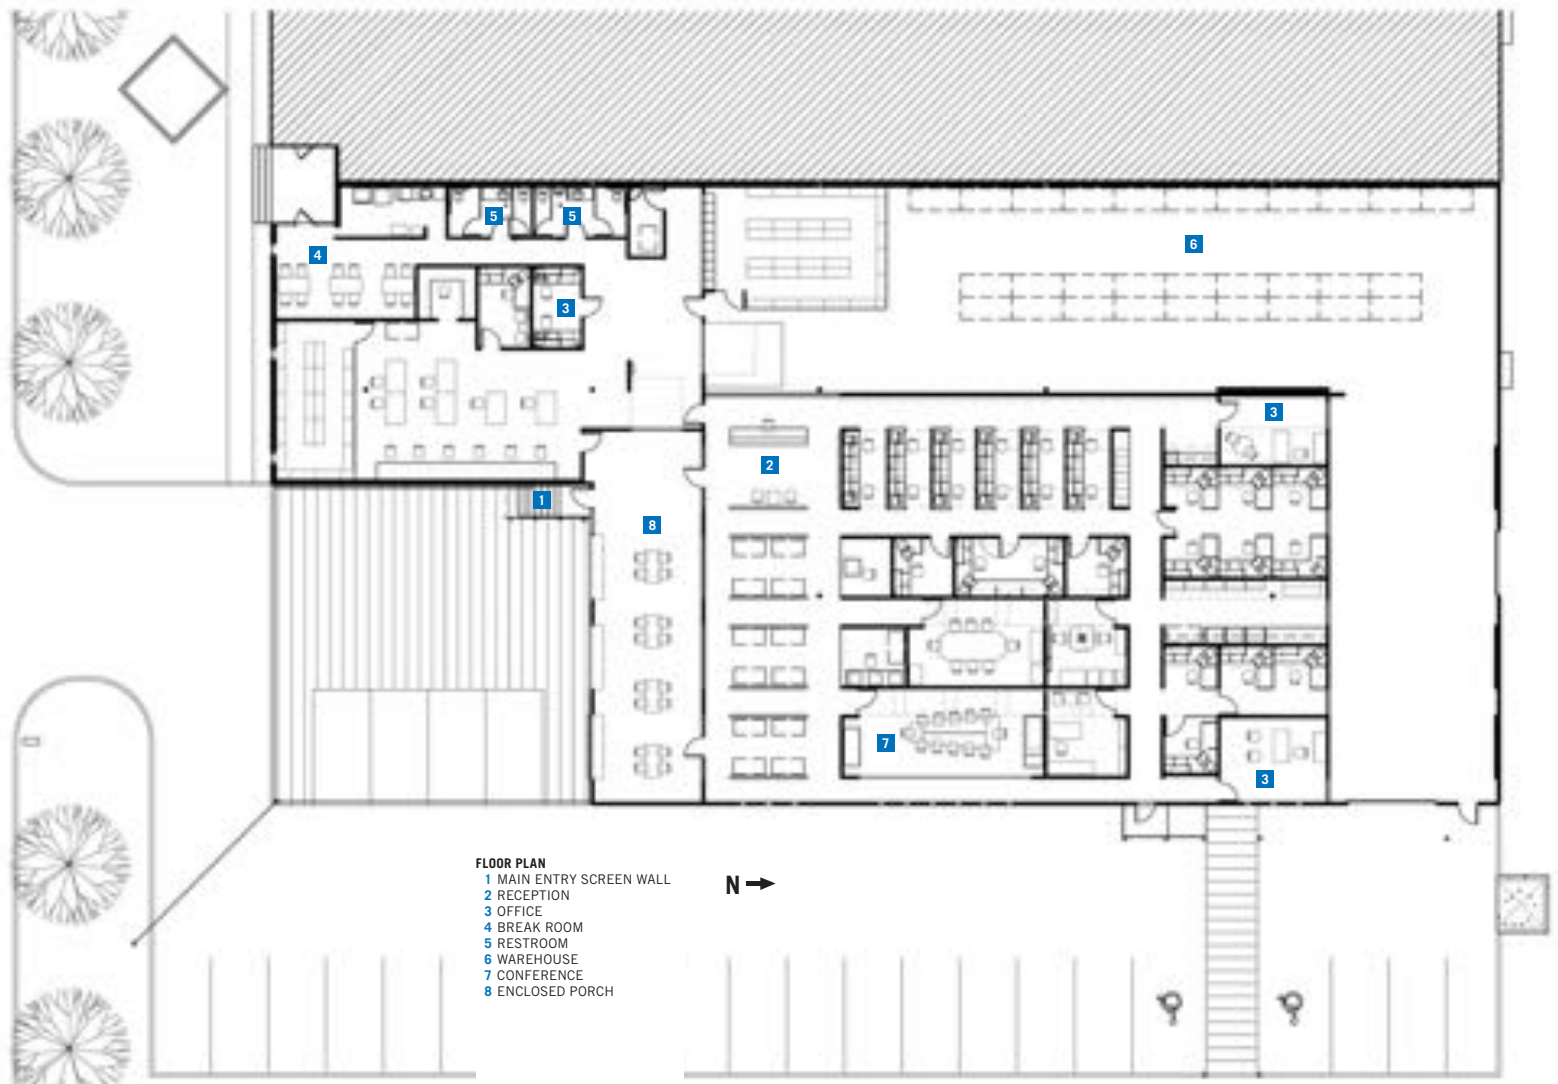 5 5
6
4
3
3
2
1
8
7
3
FLOOR PLAN
1 MAIN ENTRY SCREEN WALL
2 RECEPTION
3 OFFICE
4 BREAK ROOM
5 RESTROOM
6 WAREHOUSE
7 CONFERENCE
8 ENCLOSED PORCH
N